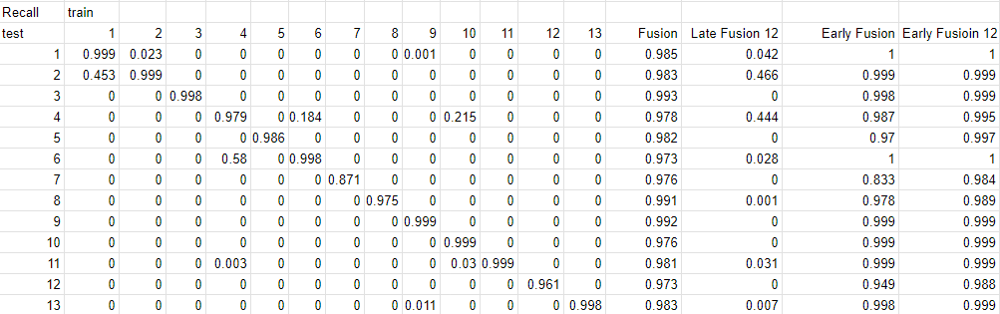 Recall train
test 1 2 3 4 5 6 7 8 9 10 11 12 13 Fusion Late Fusion 12 Early Fusion Early Fusioin 12
1 0.999 0.023 0 0 0 0 0 0 0.001 0 0 0 0 0.985 0.042 1 1
2 0.453 0.999 0 0 0 0 0 0 0 0 0 0 0 0.983 0.466 0.999 0.999
3 0 0 0.998 0 0 0 0 0 0 0 0 0 0 0.993 0 0.998 0.999
4 0 0 0 0.979 0 0.184 0 0 0 0.215 0 0 0 0.978 0.444 0.987 0.995
5 0 0 0 0 0.986 0 0 0 0 0 0 0 0 0.982 0 0.97 0.997
6 0 0 0 0.58 0 0.998 0 0 0 0 0 0 0 0.973 0.028 1 1
7 0 0 0 0 0 0 0.871 0 0 0 0 0 0 0.976 0 0.833 0.984
8 0 0 0 0 0 0 0 0.975 0 0 0 0 0 0.991 0.001 0.978 0.989
9 0 0 0 0 0 0 0 0 0.999 0 0 0 0 0.992 0 0.999 0.999
10 0 0 0 0 0 0 0 0 0 0.999 0 0 0 0.976 0 0.999 0.999
11 0 0 0 0.003 0 0 0 0 0 0.03 0.999 0 0 0.981 0.031 0.999 0.999
12 0 0 0 0 0 0 0 0 0 0 0 0.961 0 0.973 0 0.949 0.988
13 0 0 0 0 0 0 0 0 0.011 0 0 0 0.998 0.983 0.007 0.998 0.999